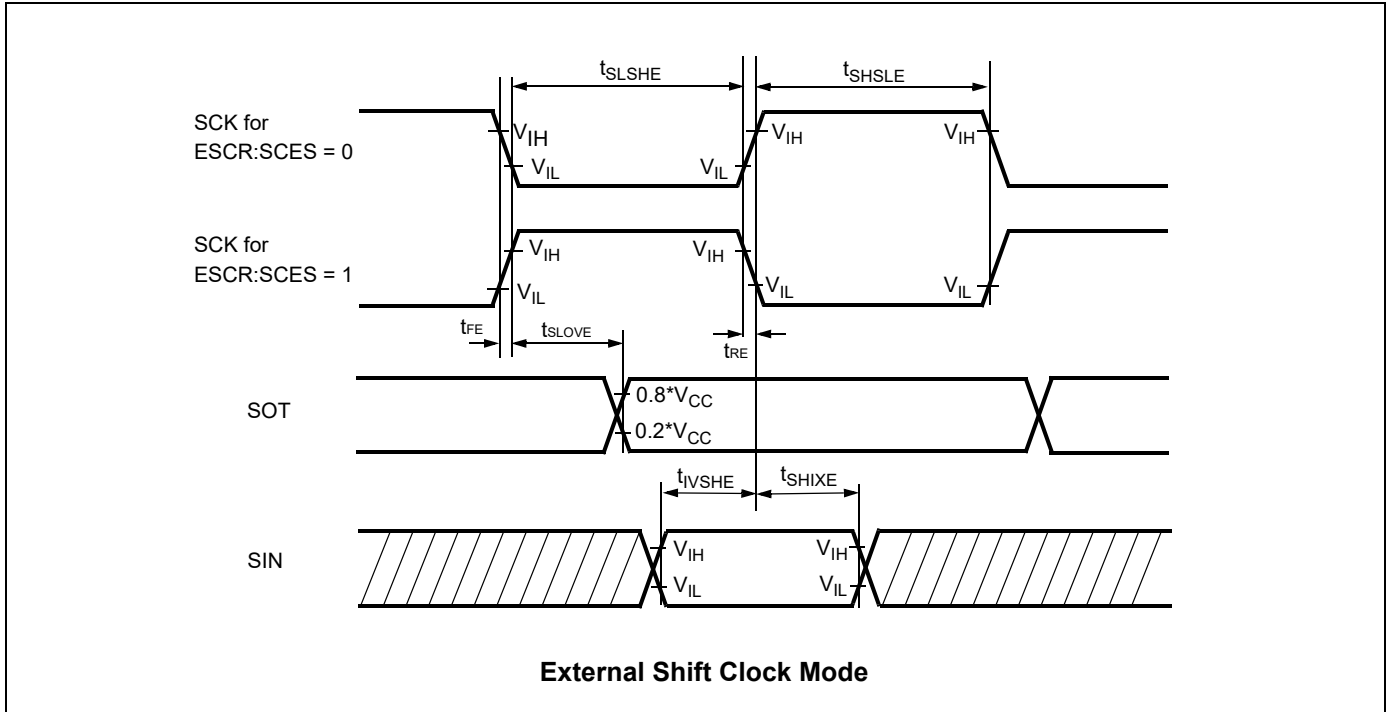 tSLSHE
tSHSLE
SCK for
ESCR:SCES = 0
VIH
VIL
VIL
VIH
VIH
SCK for
ESCR:SCES = 1
VIH
VIL
VIH
VIL
VIL
tFE
tSLOVE
tRE
SOT
0.8*VCC
0.2*VCC
tIVSHE
tSHIXE
SIN
VIH
VIL
VIH
VIL
External Shift Clock Mode